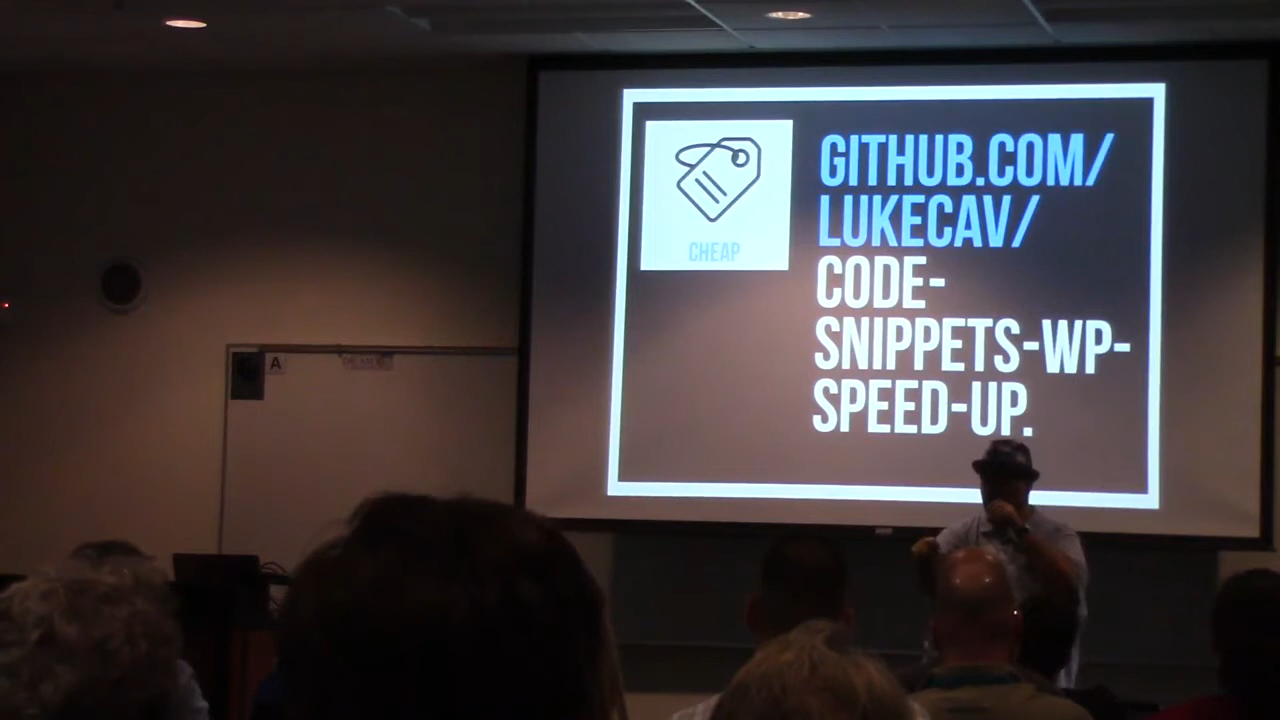 GITHUB.COM/
LUKECAV/
CODE-
SNIPPETS-WP-
SPEED-UP.
CHEAP
A